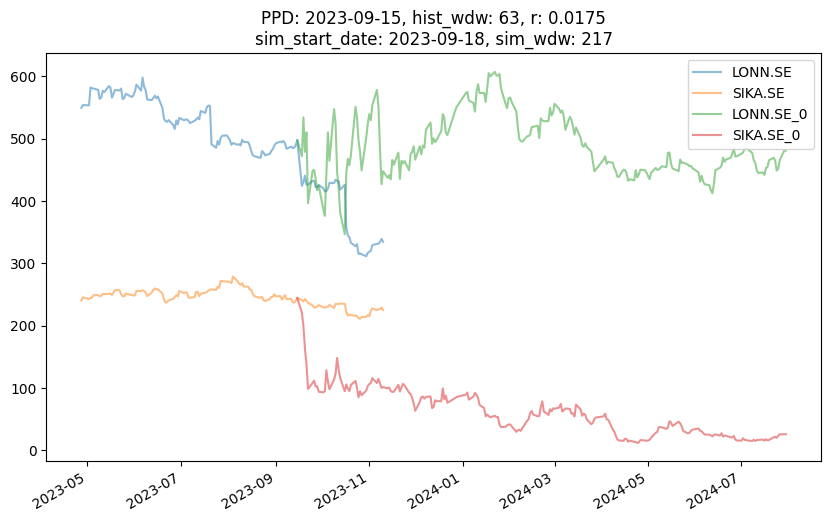 PPD: 2023-09-15, hist_wdw: 63, r: 0.0175
sim_start_date: 2023-09-18, sim_wdw: 217
LONN.SE
SIKA.SE
LONN.SE_0
SIKA.SE_0
600
500
400
300
200
100
0
2023-05
2023-07
2023-09
2023-11
2024-01
2024-03
2024-05
2024-07